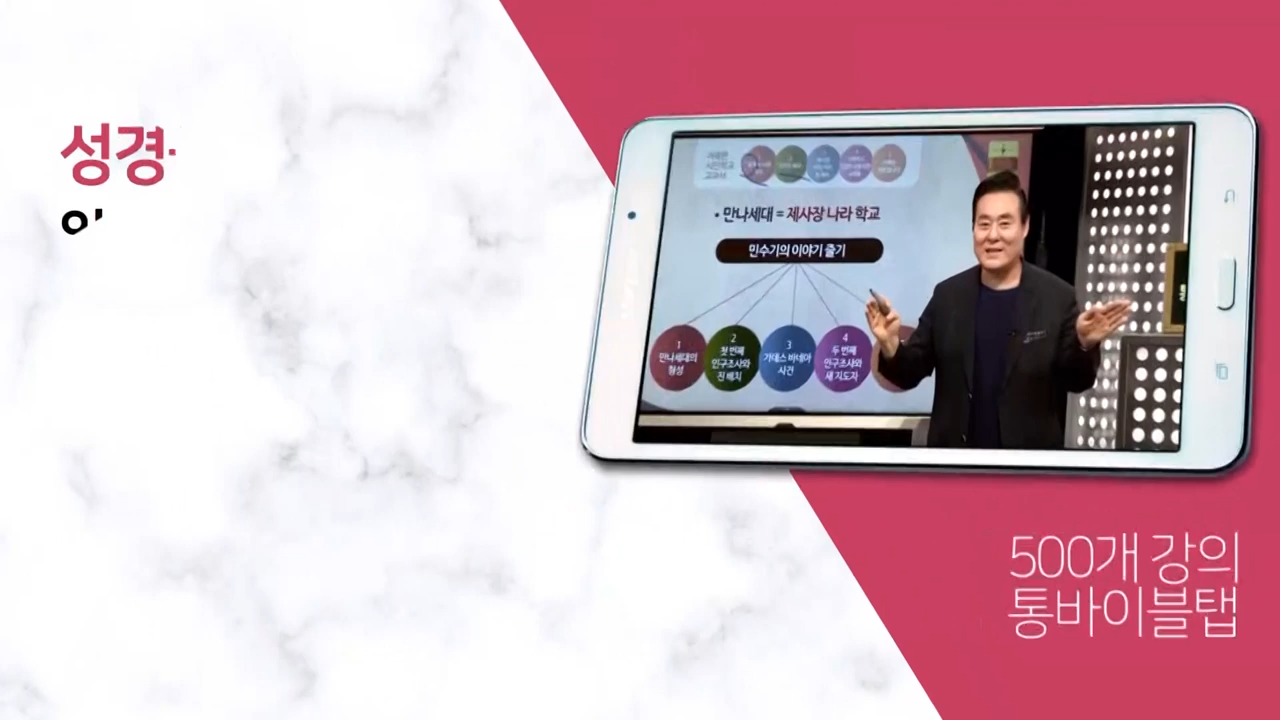 성경
• 만나세대 = 제사장 나라 학교
민수기의 이야기 줄기
1
만나세대의
형성
2
첫 번째
인구조사와
진 배치
3
가데스 바네아
사건
4
두 번째
인구조사와
새 지도자
500개 강의
통바이블탭